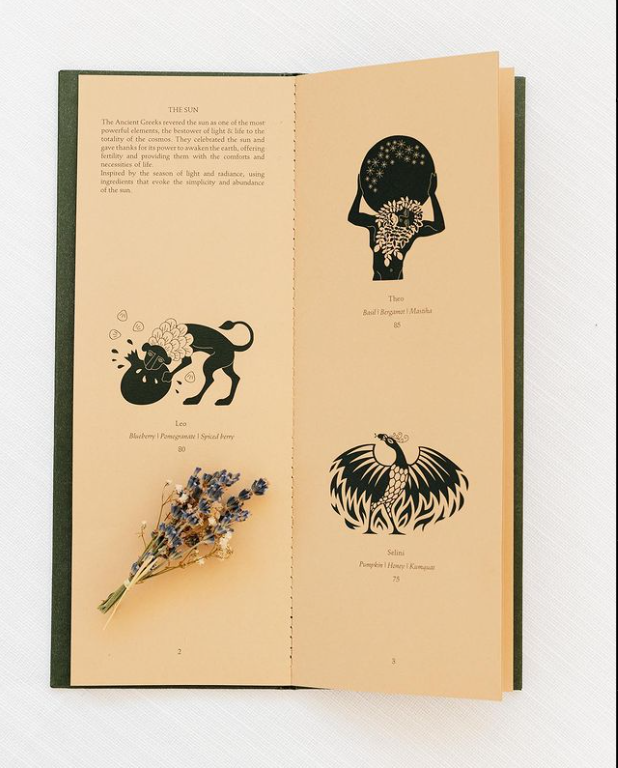 THE SUN
The Ancient Greeks revered the sun as one of the most
powerful elements, the bestower of light & life to the
totality of the cosmos. They celebrated the sun and
gave thanks for its power to awaken the earth, offering
fertility and providing them with the comforts and
necessities of life.
Inspired by the season of light and radiance, using
ingredients that evoke the simplicity and abundance
of the sun.
Leo
Blueberry | Pomegranate | Spiced berry
80
2
Theo
Basil | Bergamot | Mastika
85
Selini
Pumpkin | Honey | Kumquat
75
3